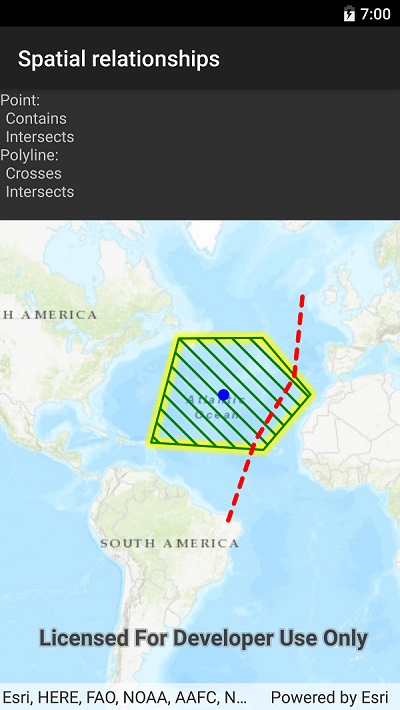 7:00
Spatial relationships
Point:
Contains
Intersects
Polyline:
Crosses
Intersects
H AMERICA
Atlantic
Ocean
SOUTH AMERICA
Licensed For Developer Use Only
Esri, HERE, FAO, NOAA, AAFC, N... Powered by Esri